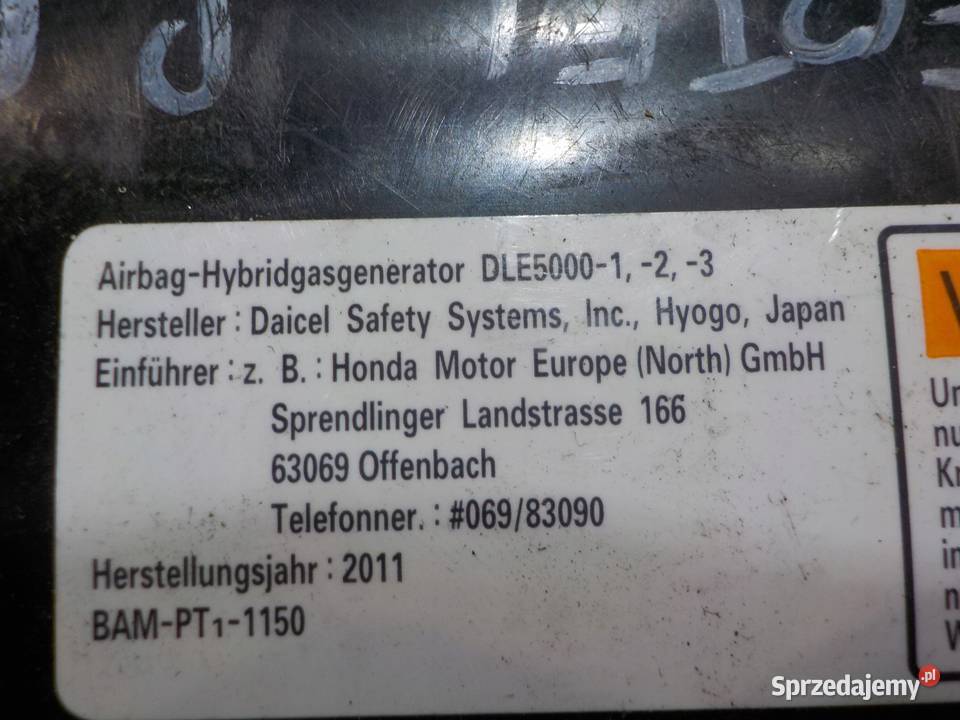 Airbag-Hybridgasgenerator DLE5000-1, -2, -3
Hersteller : Daicel Safety Systems, Inc., Hyogo, Japan
Einführer : z. B. : Honda Motor Europe (North) GmbH
Sprendlinger Landstrasse 166
63069 Offenbach
Telefonner. : #069/83090
Herstellungsjahr : 2011
BAM-PT1-1150
Sprzedajemy.pl